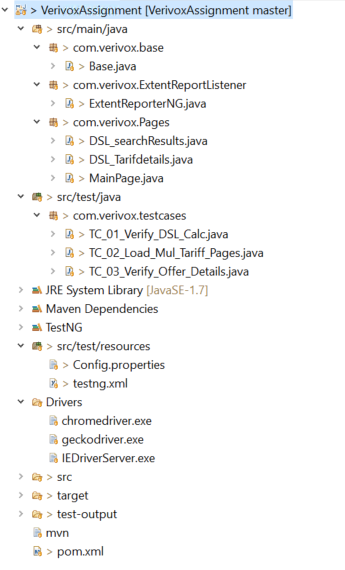 > VerivoxAssignment [VerivoxAssignment master]
> src/main/java
> com.verivox.base
> Base.java
> com.verivox.ExtentReportListener
> ExtentReporterNG.java
> com.verivox.Pages
> DSL_searchResults.java
> DSL_Tarifdetails.java
> MainPage.java
> src/test/java
> com.verivox.testcases
> TC_01_Verify_DSL_Calc.java
> TC_02_Load_Mul_Tariff_Pages.java
> TC_03_Verify_Offer_Details.java
JRE System Library [JavaSE-1.7]
Maven Dependencies
TestNG
> src/test/resources
> Config.properties
> testng.xml
Drivers
chromedriver.exe
geckodriver.exe
IEDriverServer.exe
> src
> target
> test-output
mvn
> pom.xml